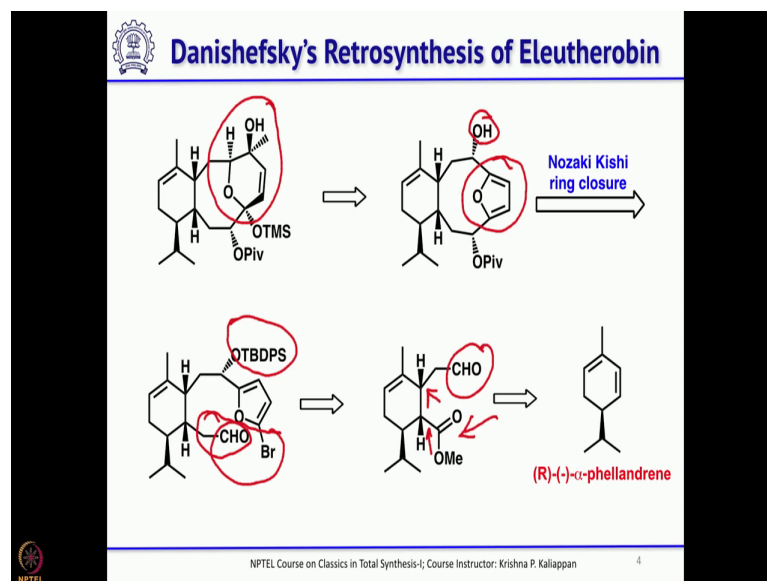 Danishefsky's Retrosynthesis of Eleutherobin
H
OH
H
O
H
OTMS
OPiv
OH
H
O
H
OPiv
Nozaki Kishi
ring closure
OTBDPS
H
O
CHO
H
Br
H
CHO
O
H
OMe
(R)-(-)-α-phellandrene
NPTEL Course on Classics in Total Synthesis-I; Course Instructor: Krishna P. Kaliappan
4
NPTEL